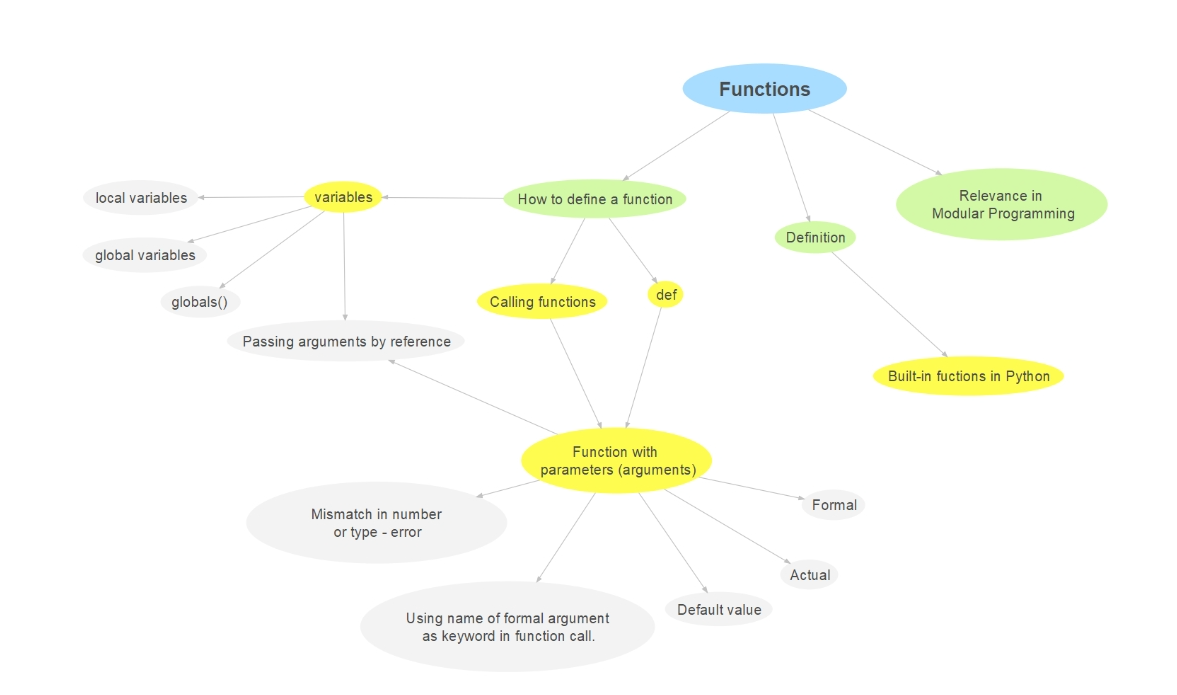 Functions
local variables
variables
How to define a function
Relevance in
Modular Programming
Definition
global variables
globals()
Calling functions
def
Passing arguments by reference
Built-in fuctions in Python
Function with
parameters (arguments)
Mismatch in number
or type - error
Formal
Actual
Default value
Using name of formal argument
as keyword in function call.